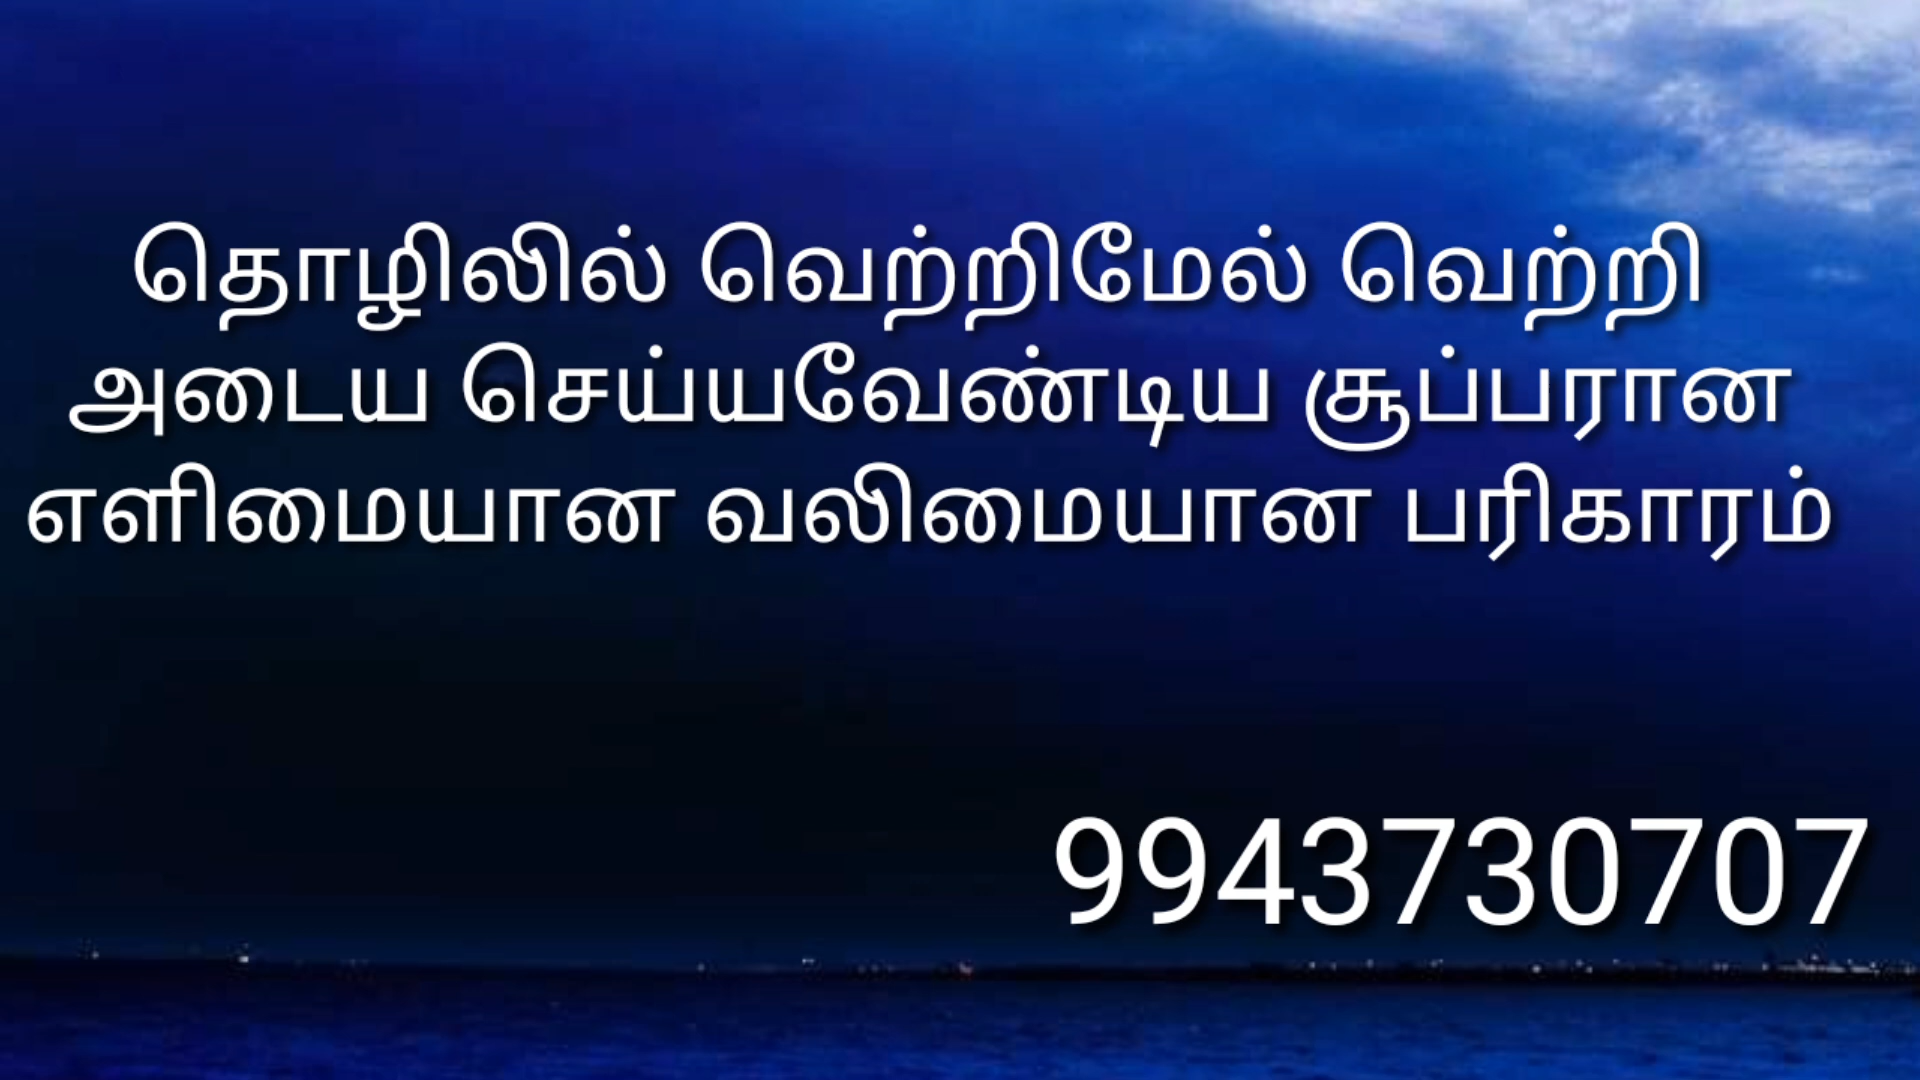 தொழிலில் வெற்றிமேல் வெற்றி
அடைய செய்யவேண்டிய சூப்பரான
எளிமையான வலிமையான பரிகாரம்
9943730707